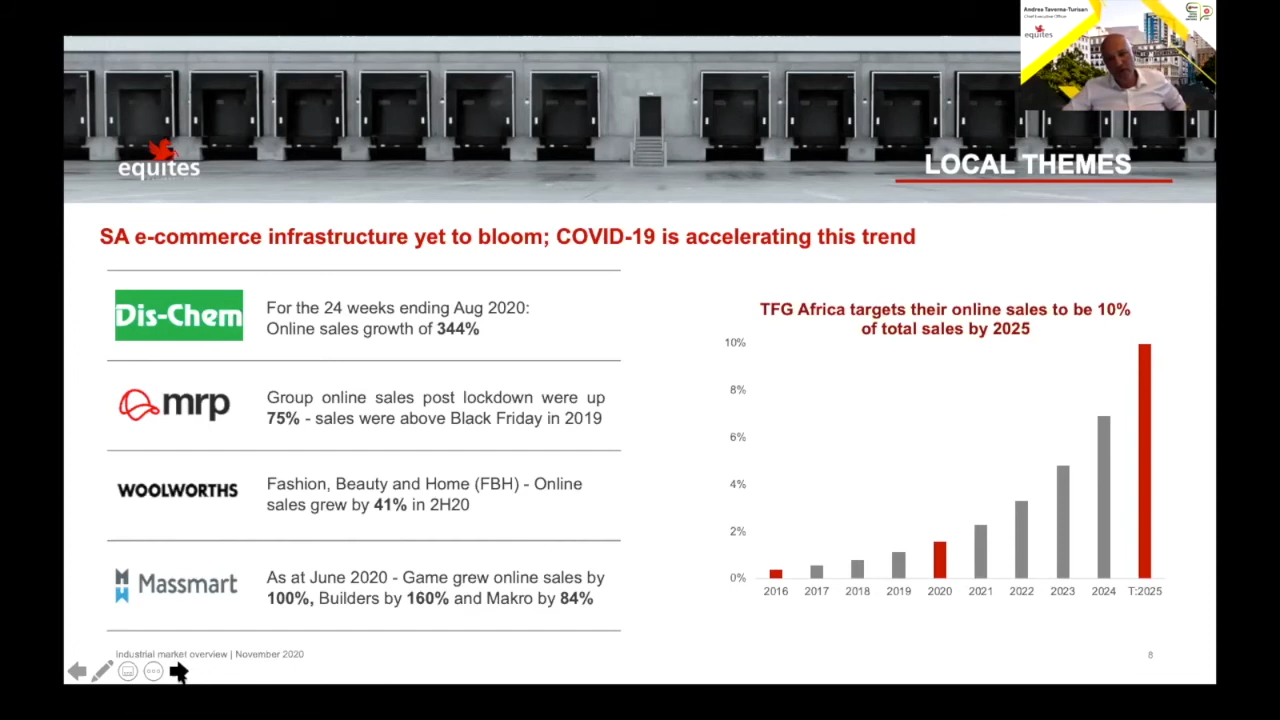 Andrea Taverna-Turisan
Chief Executive Officer
equites
equites
LOCAL THEMES
SA e-commerce infrastructure yet to bloom; COVID-19 is accelerating this trend
Dis-Chem
For the 24 weeks ending Aug 2020:
Online sales growth of 344%
mrp
Group online sales post lockdown were up
75% - sales were above Black Friday in 2019
WOOLWORTHS
Fashion, Beauty and Home (FBH) - Online
sales grew by 41% in 2H20
Massmart
As at June 2020 - Game grew online sales by
100%, Builders by 160% and Makro by 84%
TFG Africa targets their online sales to be 10%
of total sales by 2025
10%
8%
6%
4%
2%
0%
2016 2017 2018 2019 2020 2021 2022 2023 2024 T:2025
Industrial market overview | November 2020
8